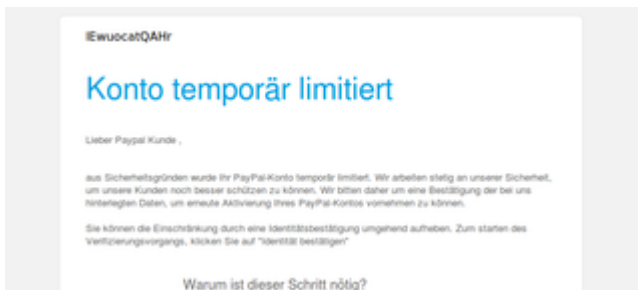 IEwuocatQAHr
Konto temporär limitiert
Lieber Paypal Kunde ,
aus Sicherheitsgründen wurde Ihr PayPal-Konto temporär limitiert. Wir arbeiten stetig an unserer Sicherheit,
um unsere Kunden noch besser schützen zu können. Wir bitten daher um eine Bestätigung der bei uns
hinterlegten Daten, um erneute Aktivierung Ihres PayPal-Kontos vornehmen zu können.
Sie können die Einschränkung durch eine Identitätsbestätigung umgehend aufheben. Zum starten des
Verifizierungsvorgangs, klicken Sie auf "Identität bestätigen"
Warum ist dieser Schritt nötig?